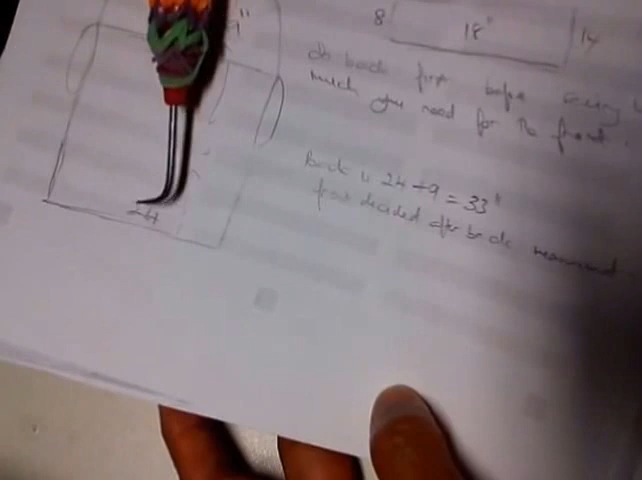 9"
8
18"
14
do back first before
much you need for the front.
Back is 24 + 9 = 33"
front decided after back measured
24